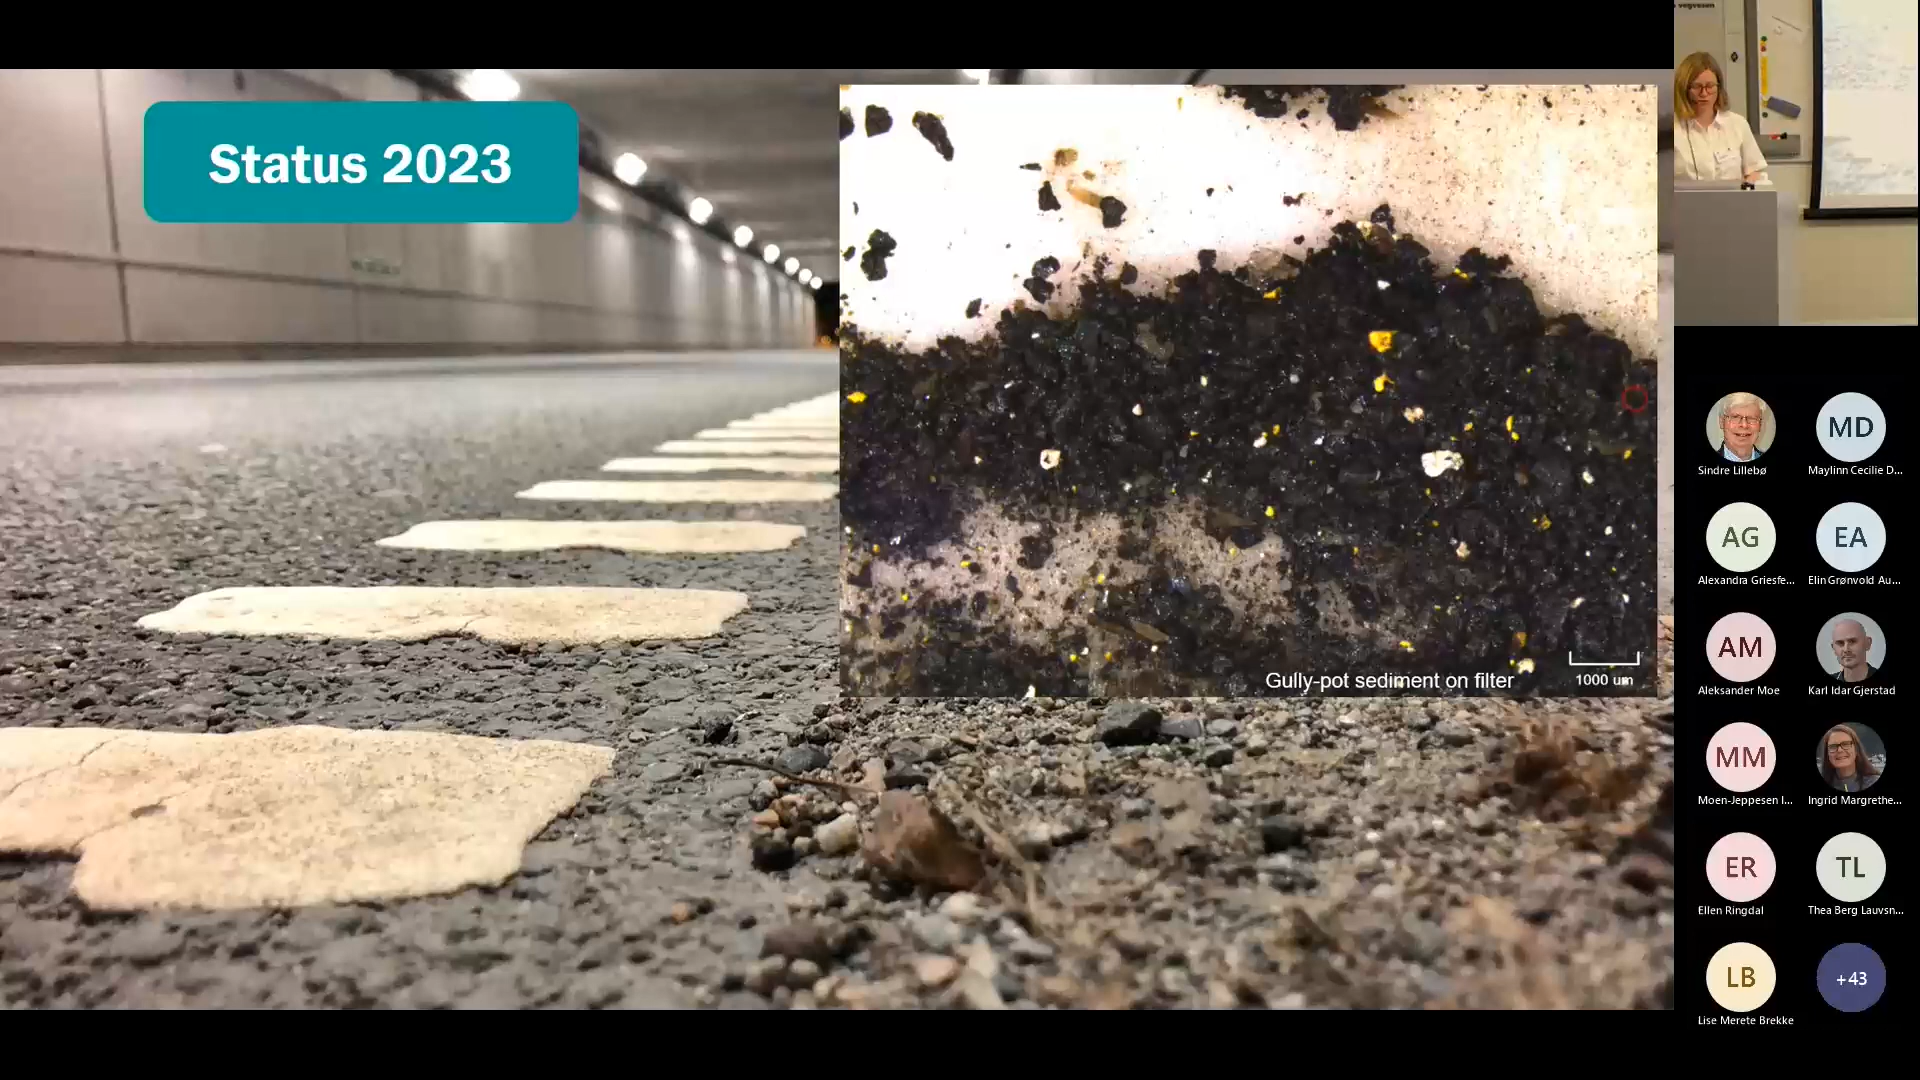 Status 2023
Gully-pot sediment on filter
1000 um
vegvesen
Sindre Lillebø
MD
Maylinn Cecilie D...
AG
Alexandra Griesfe...
EA
Elin Grønvold Au...
AM
Aleksander Moe
Karl Idar Gjerstad
MM
Moen-Jeppesen I...
Ingrid Margrethe...
ER
Ellen Ringdal
TL
Thea Berg Lauvsn...
LB
Lise Merete Brekke
+43